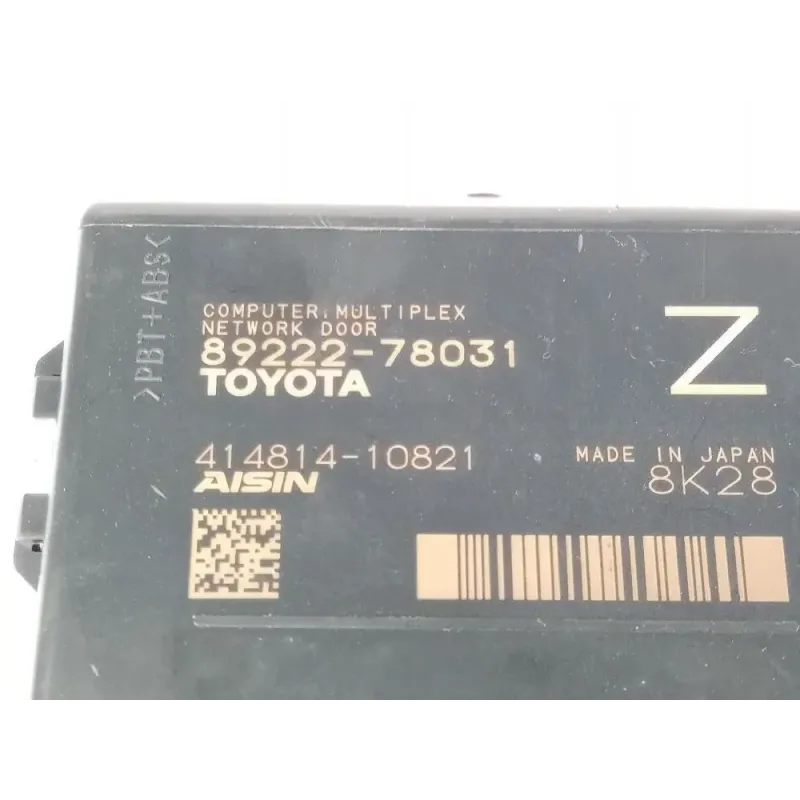 >PBT+ABS<
COMPUTER,MULTIPLEX
NETWORK DOOR
89222-78031
TOYOTA
Z
414814-10821
AISIN
MADE IN JAPAN
8K28